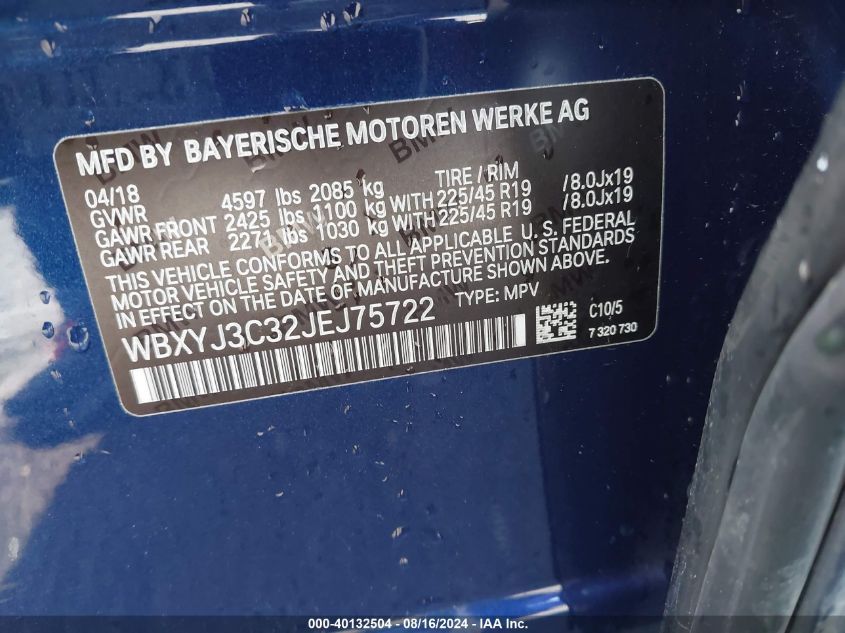 MFD BY BAYERISCHE MOTOREN WERKE AG
04/18 TIRE / RIM
GVWR 4597 lbs 2085 kg
GAWR FRONT 2425 lbs 1100 kg WITH 225/45 R19 /8.0Jx19
GAWR REAR 2271 lbs 1030 kg WITH 225/45 R19 /8.0Jx19
THIS VEHICLE CONFORMS TO ALL APPLICABLE U. S. FEDERAL
MOTOR VEHICLE SAFETY AND THEFT PREVENTION STANDARDS
IN EFFECT ON THE DATE OF MANUFACTURE SHOWN ABOVE.
WBXYJ3C32JEJ75722 TYPE: MPV
C10/5
7 320 730
000-40132504 - 08/16/2024 - IAA Inc.